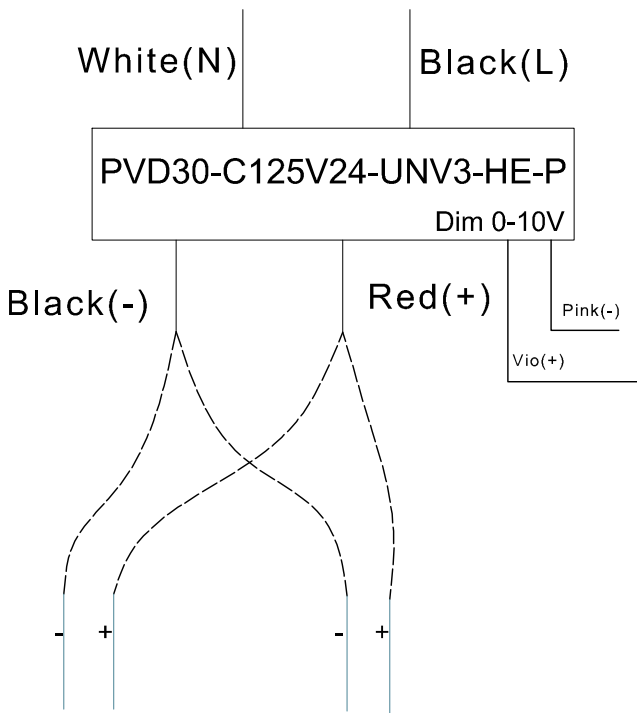 White(N)
Black(L)
PVD30-C125V24-UNV3-HE-P
Dim 0-10V
Black(-)
Red(+)
Pink(-)
Vio(+)
- + - +